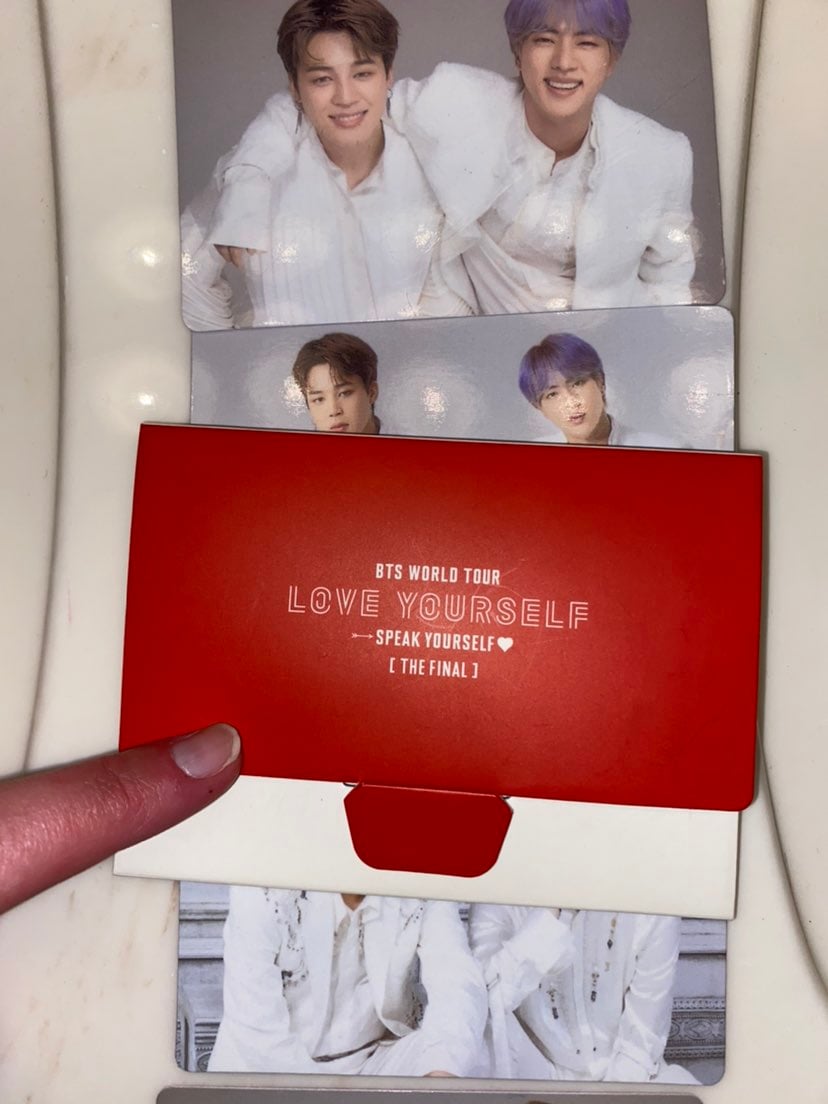 BTS WORLD TOUR
LOVE YOURSELF
SPEAK YOURSELF
[ THE FINAL ]